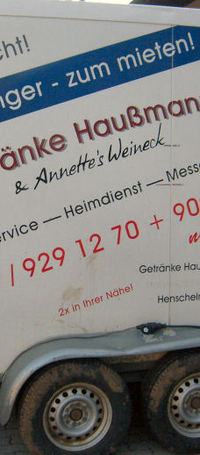 cht!
nger - zum mieten!
änke Haußman
& Annette's Weineck
ervice — Heimdienst — Mess
/ 929 12 70 + 90
Getränke Hau
2x in Ihrer Nähe!
Henschel